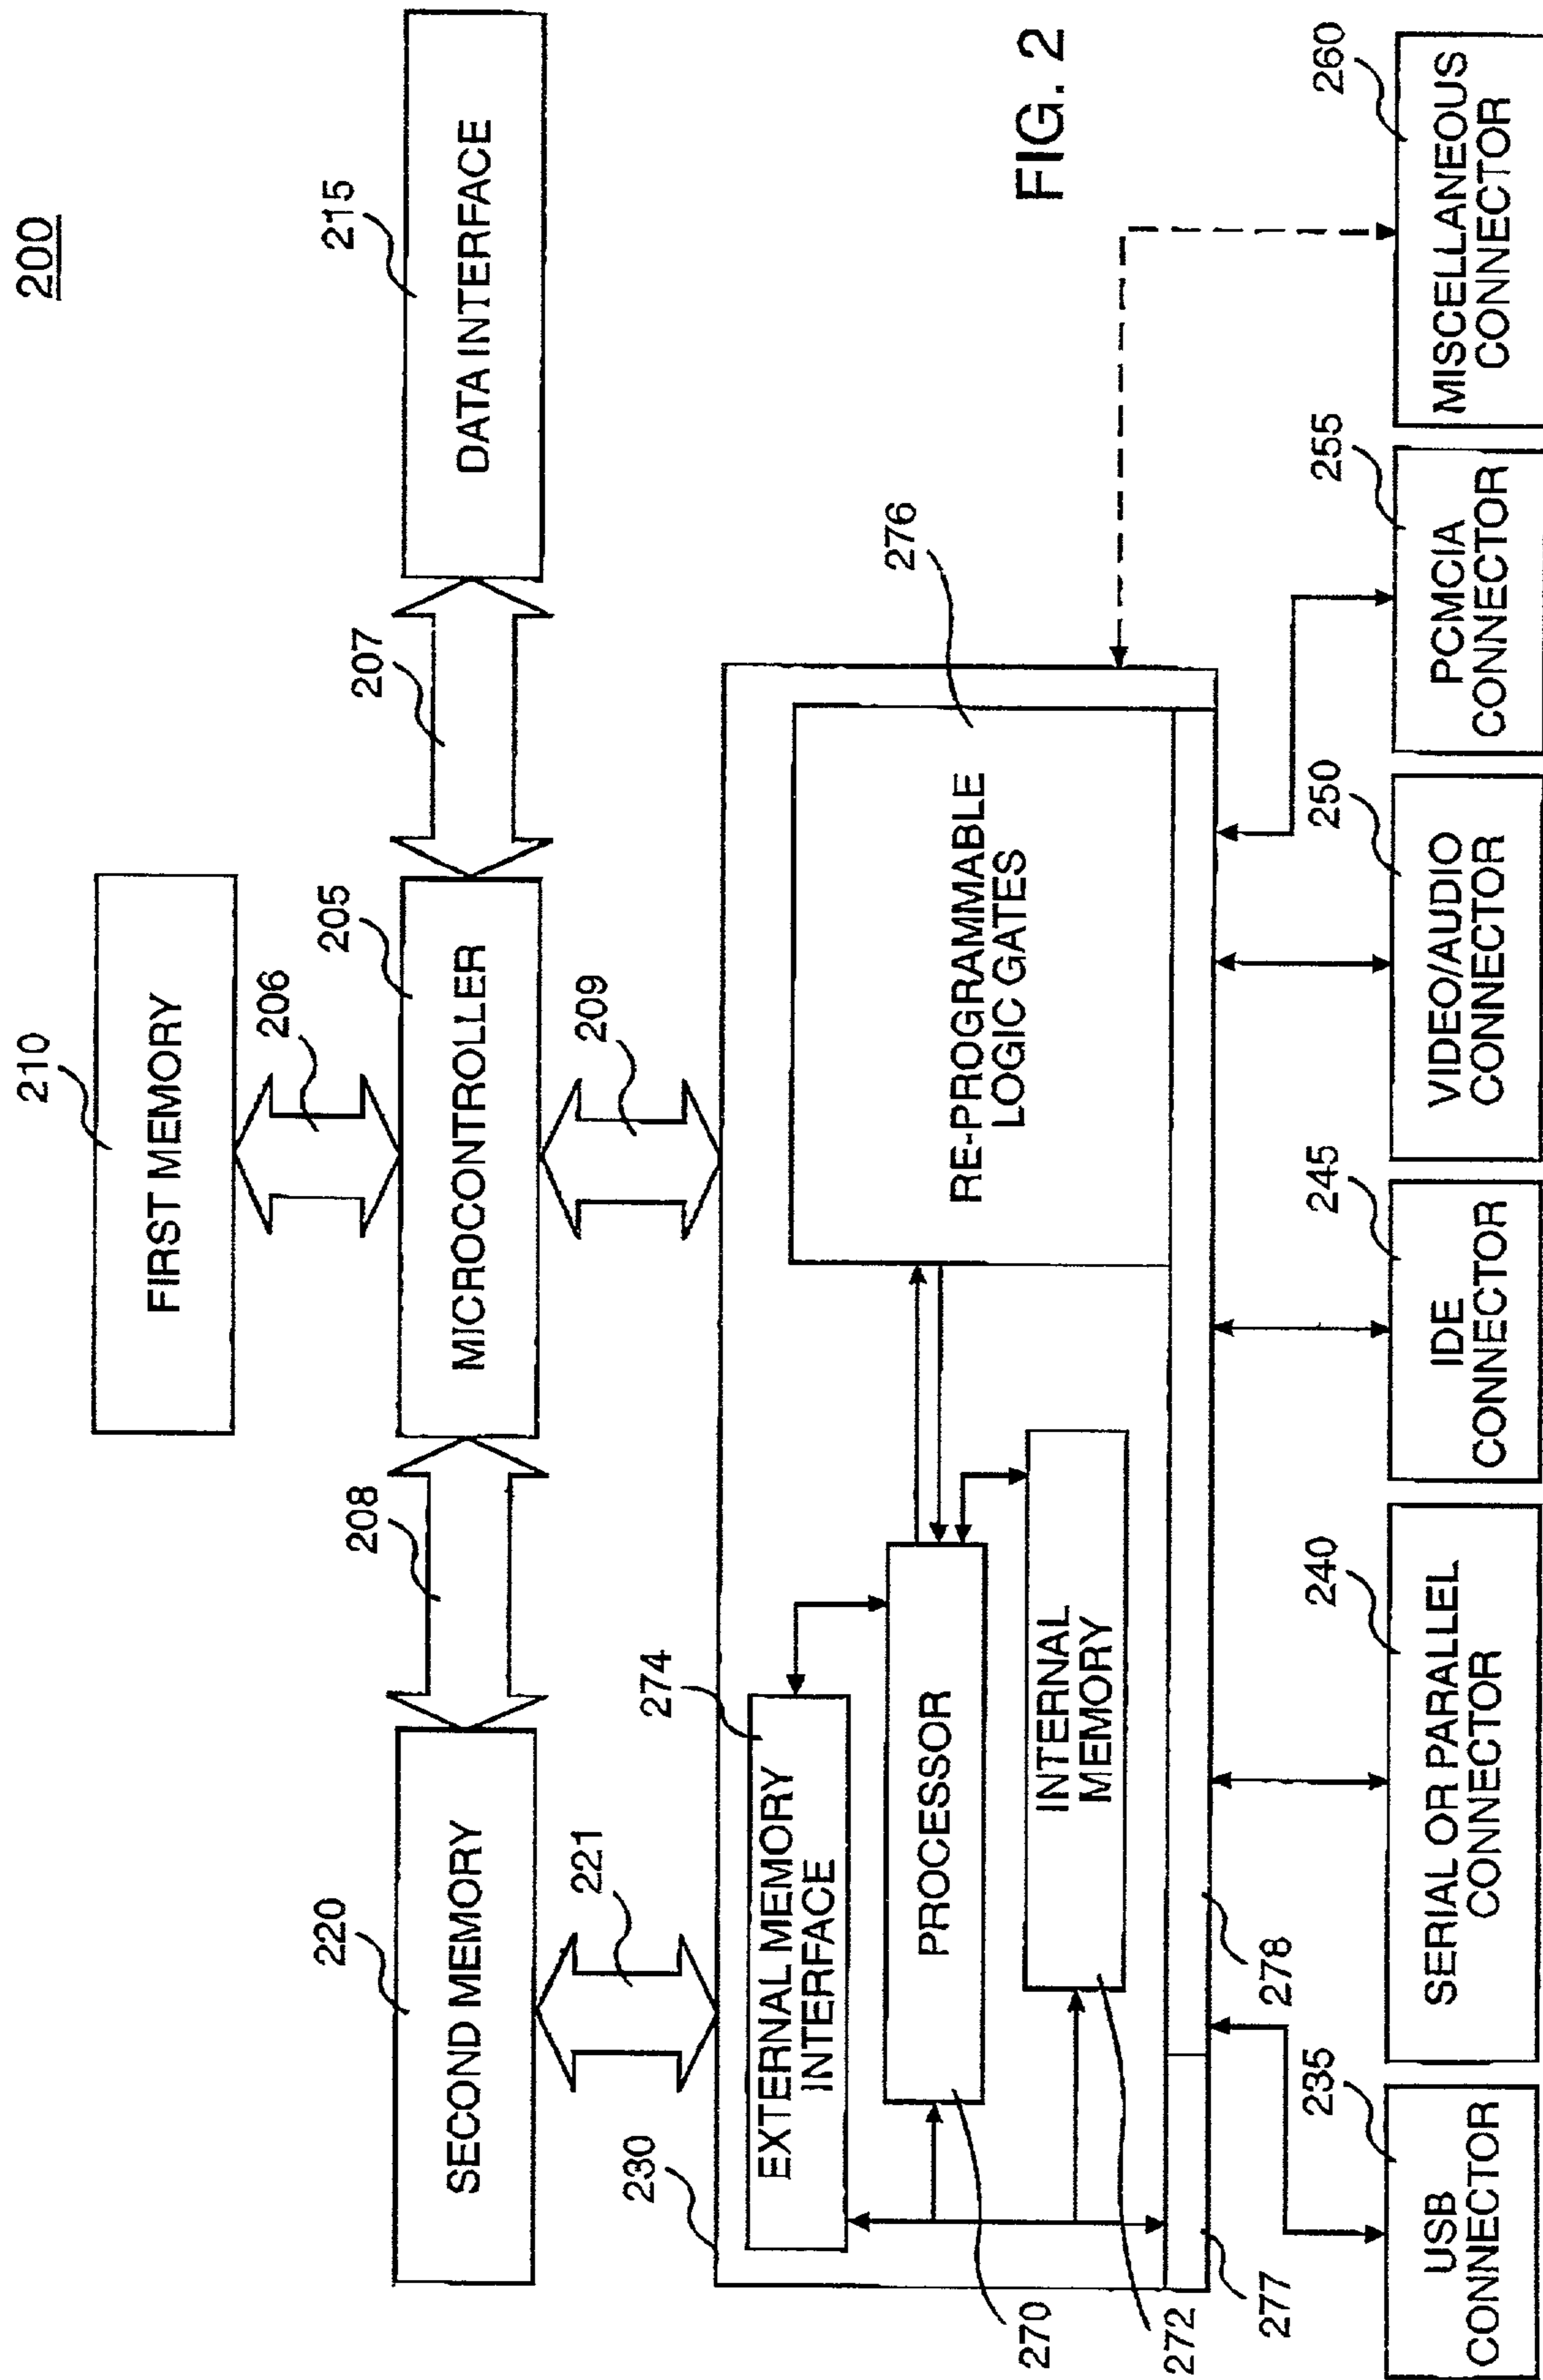 200
210
FIRST MEMORY
206
220
SECOND MEMORY
208
205
MICROCONTROLLER
207
215
DATA INTERFACE
221
209
230
274
EXTERNAL MEMORY
INTERFACE
PROCESSOR
270
INTERNAL
MEMORY
272
RE-PROGRAMMABLE
LOGIC GATES
276
277
278
FIG. 2
235
USB
CONNECTOR
240
SERIAL OR PARALLEL
CONNECTOR
245
IDE
CONNECTOR
250
VIDEO/AUDIO
CONNECTOR
255
PCMCIA
CONNECTOR
260
MISCELLANEOUS
CONNECTOR